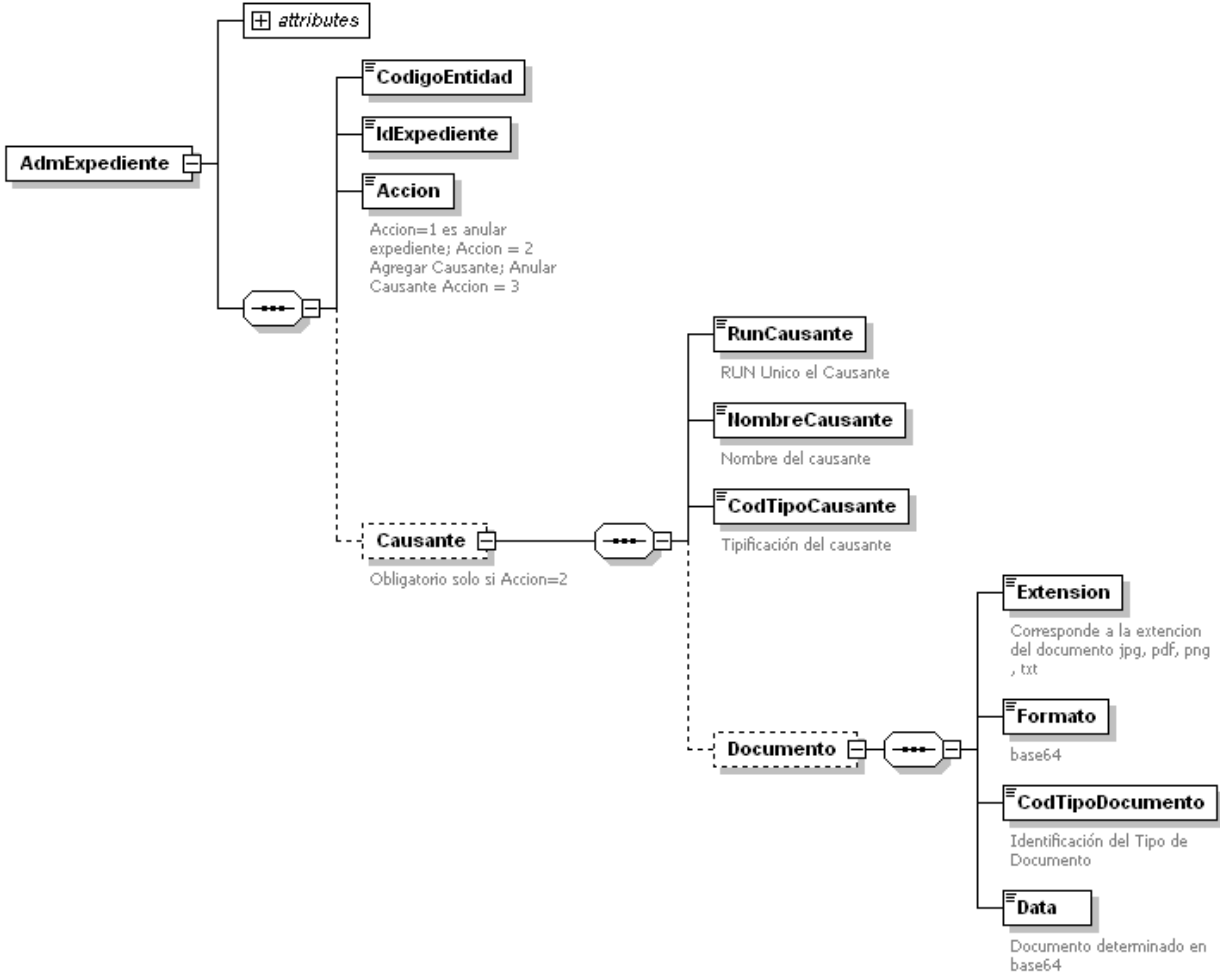 attributes
CodigoEntidad
IdExpediente
AdmExpediente
Accion
Accion=1 es anular
expediente; Accion = 2
Agregar Causante; Anular
Causante Accion = 3
RunCausante
RUN Unico el Causante
NombreCausante
Nombre del causante
CodTipoCausante
Tipificación del causante
Causante
Obligatorio solo si Accion=2
Extension
Corresponde a la extencion
del documento jpg, pdf, png
, txt
Formato
base64
Documento
CodTipoDocumento
Identificación del Tipo de
Documento
Data
Documento determinado en
base64